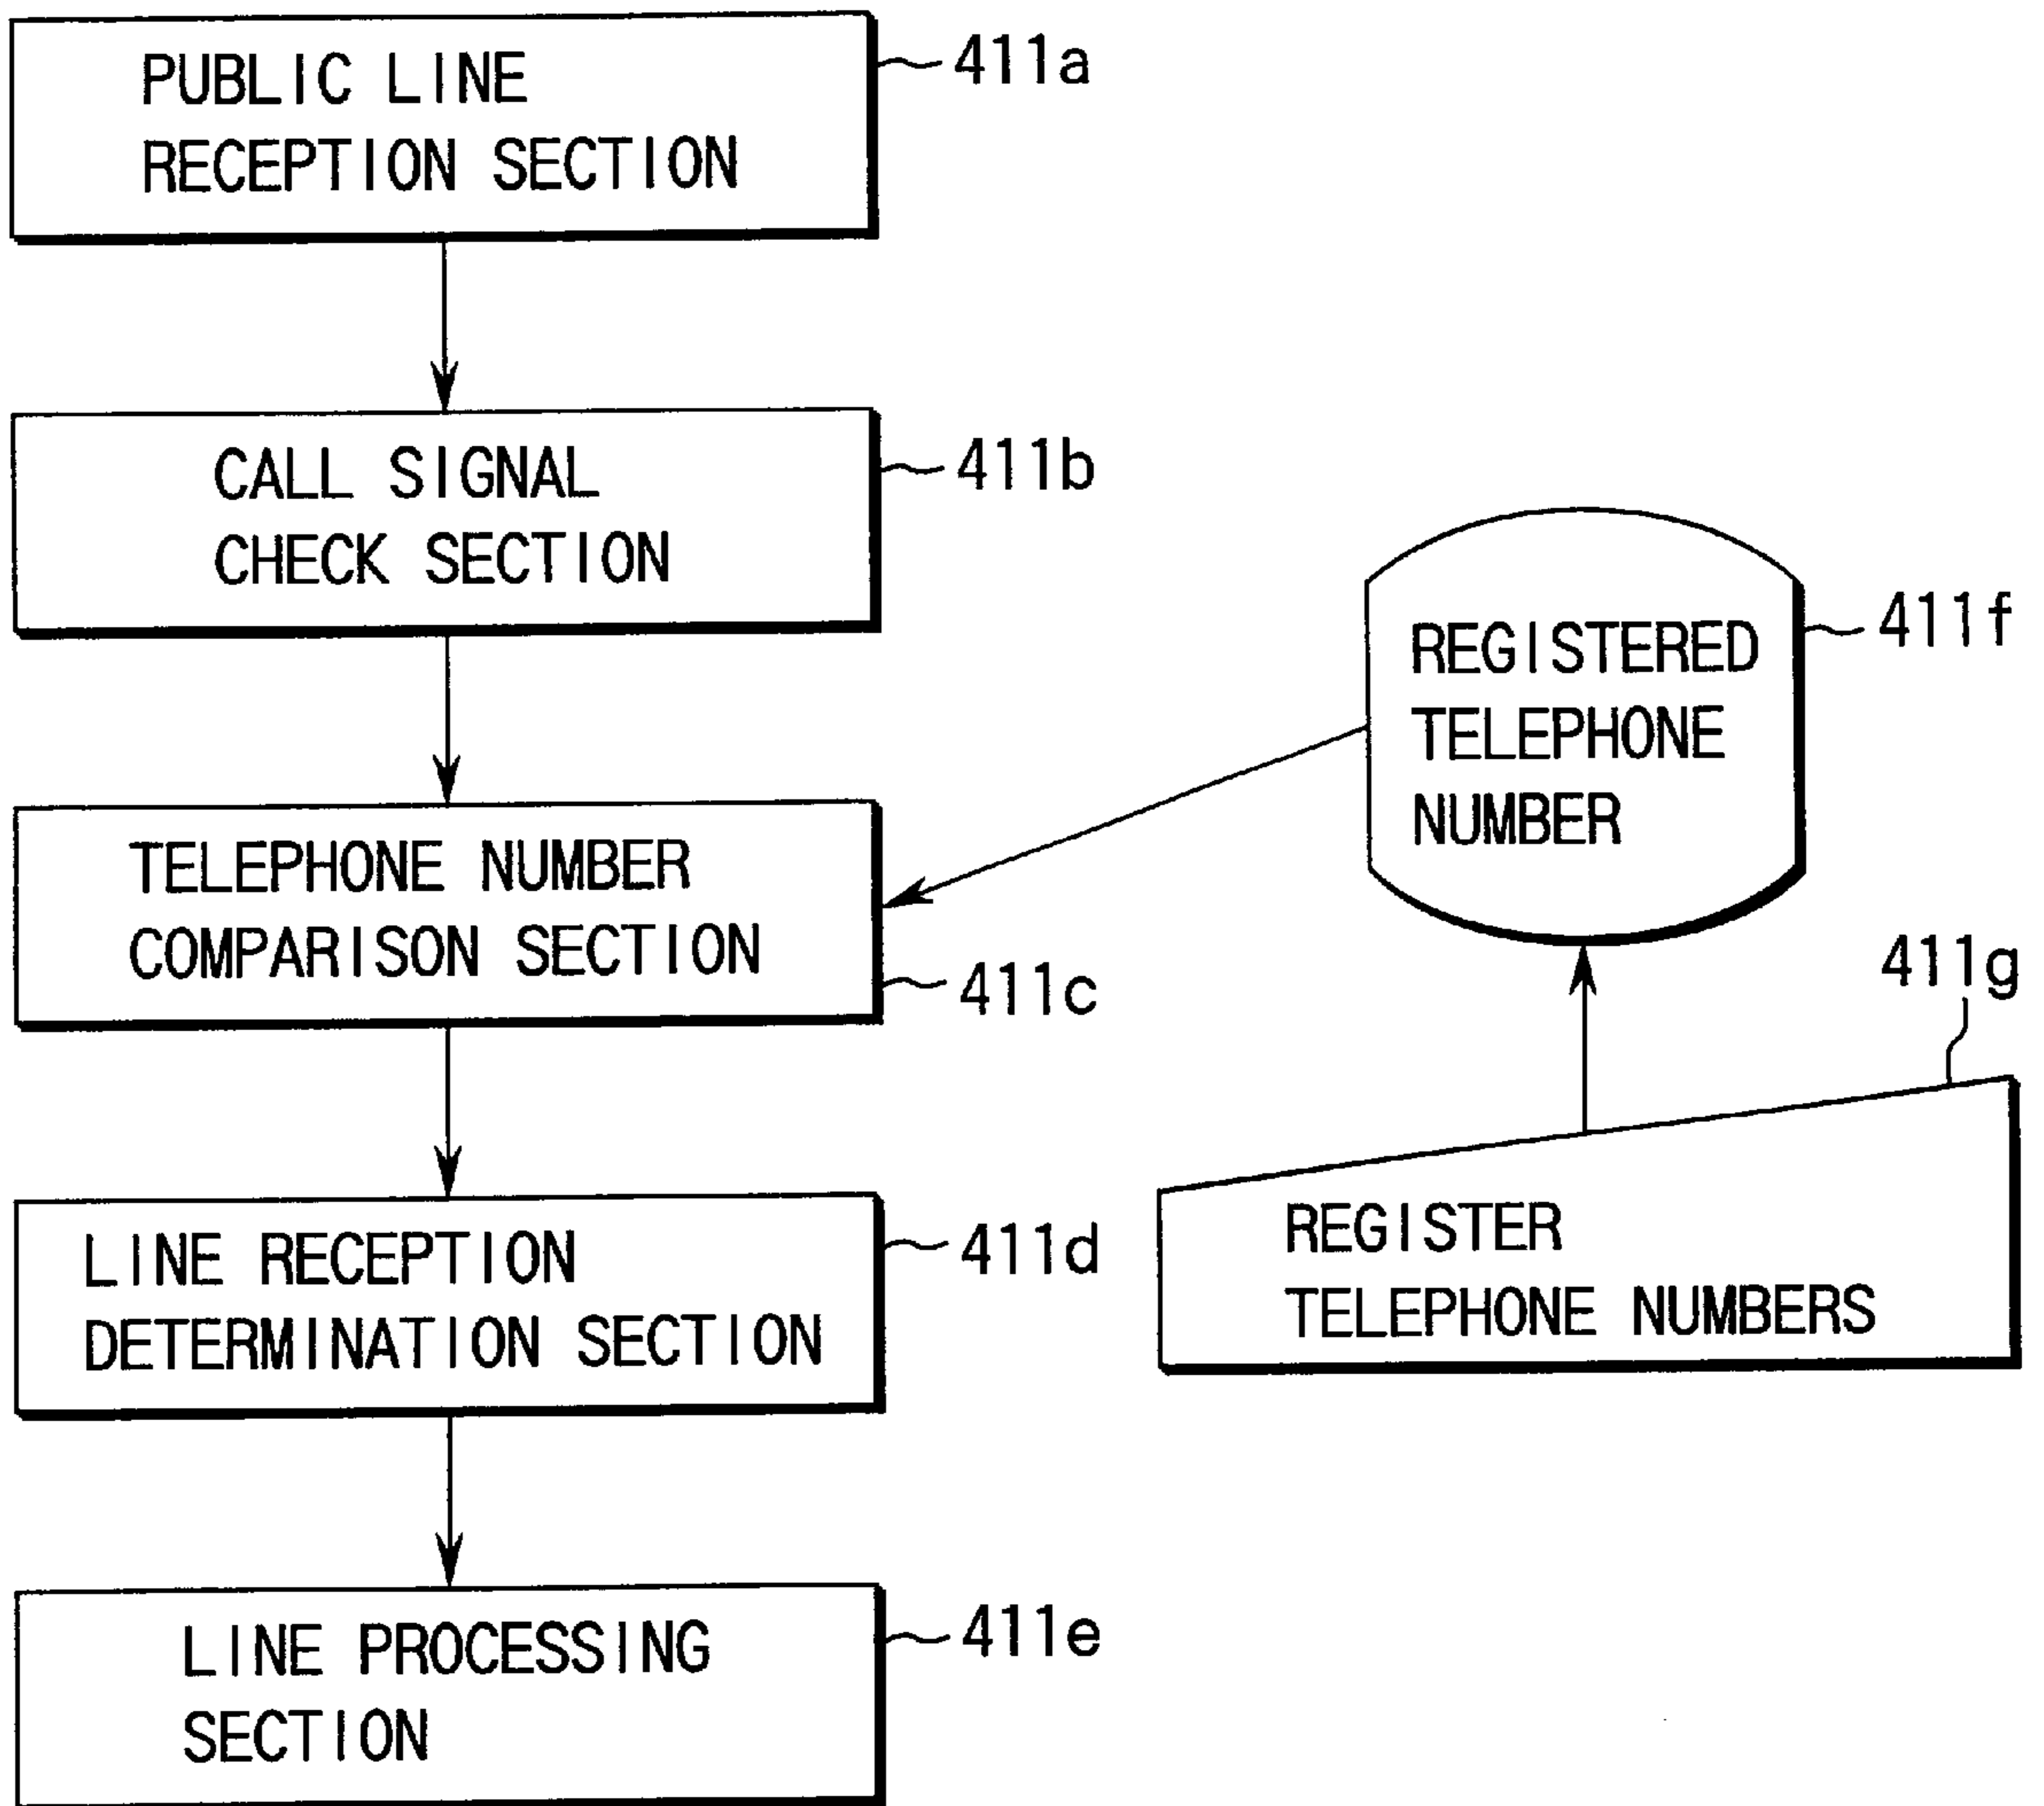 PUBLIC LINE
RECEPTION SECTION
411a
CALL SIGNAL
CHECK SECTION
411b
TELEPHONE NUMBER
COMPARISON SECTION
411c
LINE RECEPTION
DETERMINATION SECTION
411d
LINE PROCESSING
SECTION
411e
REGISTERED
TELEPHONE
NUMBER
411f
411g
REGISTER
TELEPHONE NUMBERS